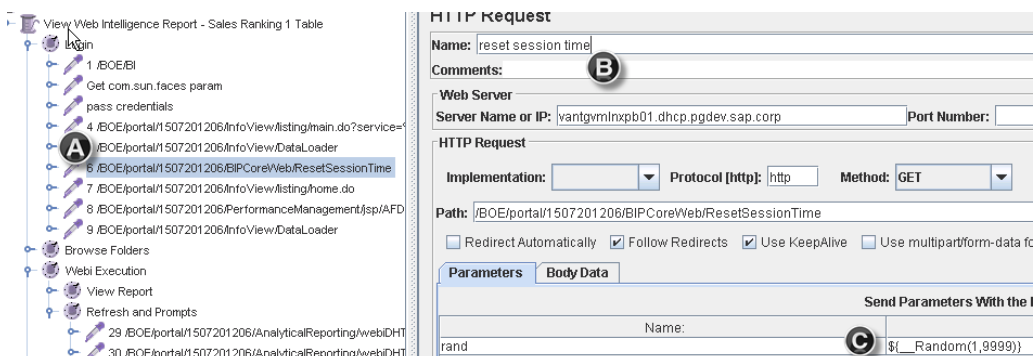 View Web Intelligence Report - Sales Ranking 1 Table
Login
1 /BOE/BI
Get com.sun.faces param
pass credentials
4 /BOE/portal/1507201206/InfoView/listing/main.do?service=
A
/BOE/portal/1507201206/InfoView/DataLoader
6 /BOE/portal/1507201206/BIPCoreWeb/ResetSessionTime
7 /BOE/portal/1507201206/InfoView/listing/home.do
8 /BOE/portal/1507201206/PerformanceManagement/jsp/AFD
9 /BOE/portal/1507201206/InfoView/DataLoader
Browse Folders
Webi Execution
View Report
Refresh and Prompts
29 /BOE/portal/1507201206/AnalyticalReporting/webiDHT
30 /BOE/portal/1507201206/AnalyticalReporting/webiDHT
HTTP Request
Name: reset session time
B
Comments:
Web Server
Server Name or IP: vantgvmlnxpb01.dhcp.pgdev.sap.corp Port Number:
HTTP Request
Implementation: Protocol [http]: http Method: GET
Path: /BOE/portal/1507201206/BIPCoreWeb/ResetSessionTime
Redirect Automatically Follow Redirects Use KeepAlive Use multipart/form-data fo
Parameters Body Data
Send Parameters With the
Name:
rand C ${__Random(1,9999)}